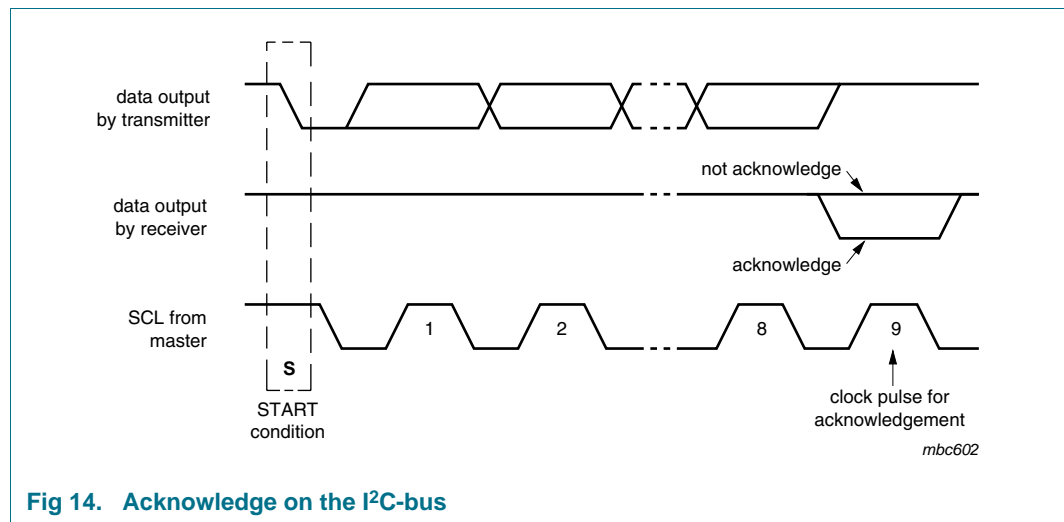 data output
by transmitter
not acknowledge
data output
by receiver
acknowledge
SCL from
master
1
2
8
9
S
START
condition
clock pulse for
acknowledgement
mbc602
Fig 14. Acknowledge on the I²C-bus